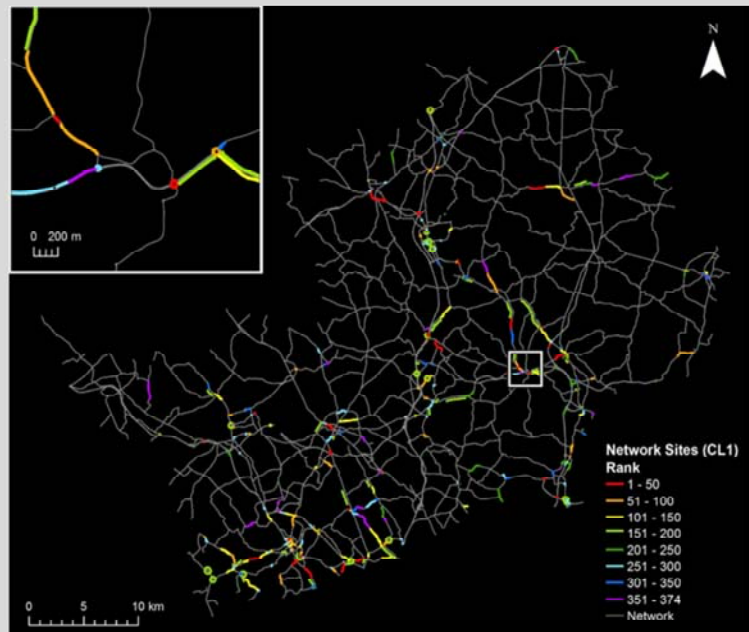 N
0 200 m
Network Sites (CL1)
Rank
1 - 50
51 - 100
101 - 150
151 - 200
201 - 250
251 - 300
301 - 350
351 - 374
Network
0 5 10 km